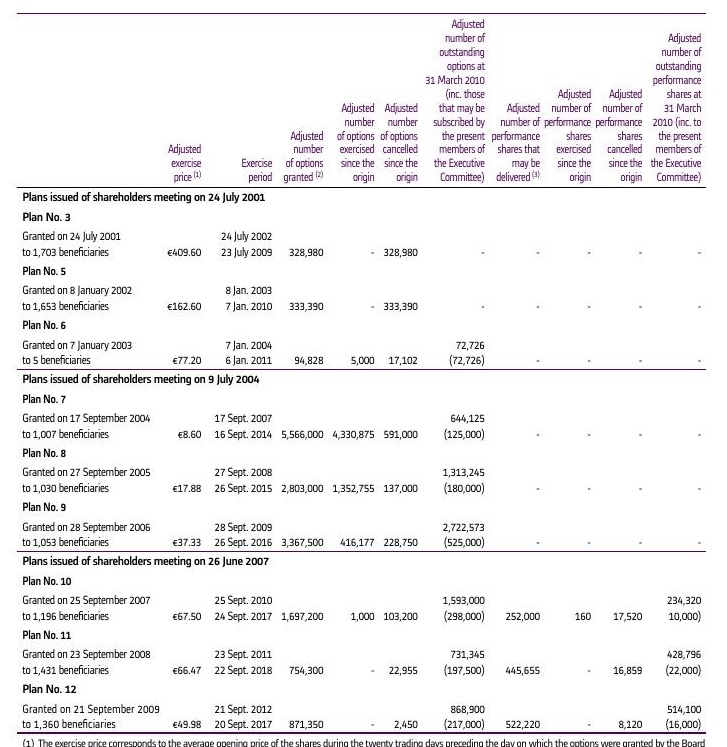 Adjusted exercise price (1)
Exercise period
Adjusted number of options granted (2)
Adjusted number of options exercised since the origin
Adjusted number of options cancelled since the origin
Adjusted number of outstanding options at 31 March 2010 (inc. those that may be subscribed by the present members of the Executive Committee)
Adjusted number of performance shares that may be delivered (3)
Adjusted number of performance shares exercised since the origin
Adjusted number of performance shares cancelled since the origin
Adjusted number of outstanding performance shares at 31 March 2010 (inc. to the present members of the Executive Committee)
Plans issued of shareholders meeting on 24 July 2001
Plan No. 3
Granted on 24 July 2001 24 July 2002
to 1,703 beneficiaries €409.60 23 July 2009 328,980 - 328,980 - - - - -
Plan No. 5
Granted on 8 January 2002 8 Jan. 2003
to 1,653 beneficiaries €162.60 7 Jan. 2010 333,390 - 333,390 - - - - -
Plan No. 6
Granted on 7 January 2003 7 Jan. 2004 72,726
to 5 beneficiaries €77.20 6 Jan. 2011 94,828 5,000 17,102 (72,726) - - - -
Plans issued of shareholders meeting on 9 July 2004
Plan No. 7
Granted on 17 September 2004 17 Sept. 2007 644,125
to 1,007 beneficiaries €8.60 16 Sept. 2014 5,566,000 4,330,875 591,000 (125,000) - - - -
Plan No. 8
Granted on 27 September 2005 27 Sept. 2008 1,313,245
to 1,030 beneficiaries €17.88 26 Sept. 2015 2,803,000 1,352,755 137,000 (180,000) - - - -
Plan No. 9
Granted on 28 September 2006 28 Sept. 2009 2,722,573
to 1,053 beneficiaries €37.33 26 Sept. 2016 3,367,500 416,177 228,750 (525,000) - - - -
Plans issued of shareholders meeting on 26 June 2007
Plan No. 10
Granted on 25 September 2007 25 Sept. 2010 1,593,000 234,320
to 1,196 beneficiaries €67.50 24 Sept. 2017 1,697,200 1,000 103,200 (298,000) 252,000 160 17,520 10,000)
Plan No. 11
Granted on 23 September 2008 23 Sept. 2011 731,345 428,796
to 1,431 beneficiaries €66.47 22 Sept. 2018 754,300 - 22,955 (197,500) 445,655 - 16,859 (22,000)
Plan No. 12
Granted on 21 September 2009 21 Sept. 2012 868,900 514,100
to 1,360 beneficiaries €49.98 20 Sept. 2017 871,350 - 2,450 (217,000) 522,220 - 8,120 (16,000)
(1) The exercise price corresponds to the average opening price of the shares during the twenty trading days preceding the day on which the options were granted by the Board